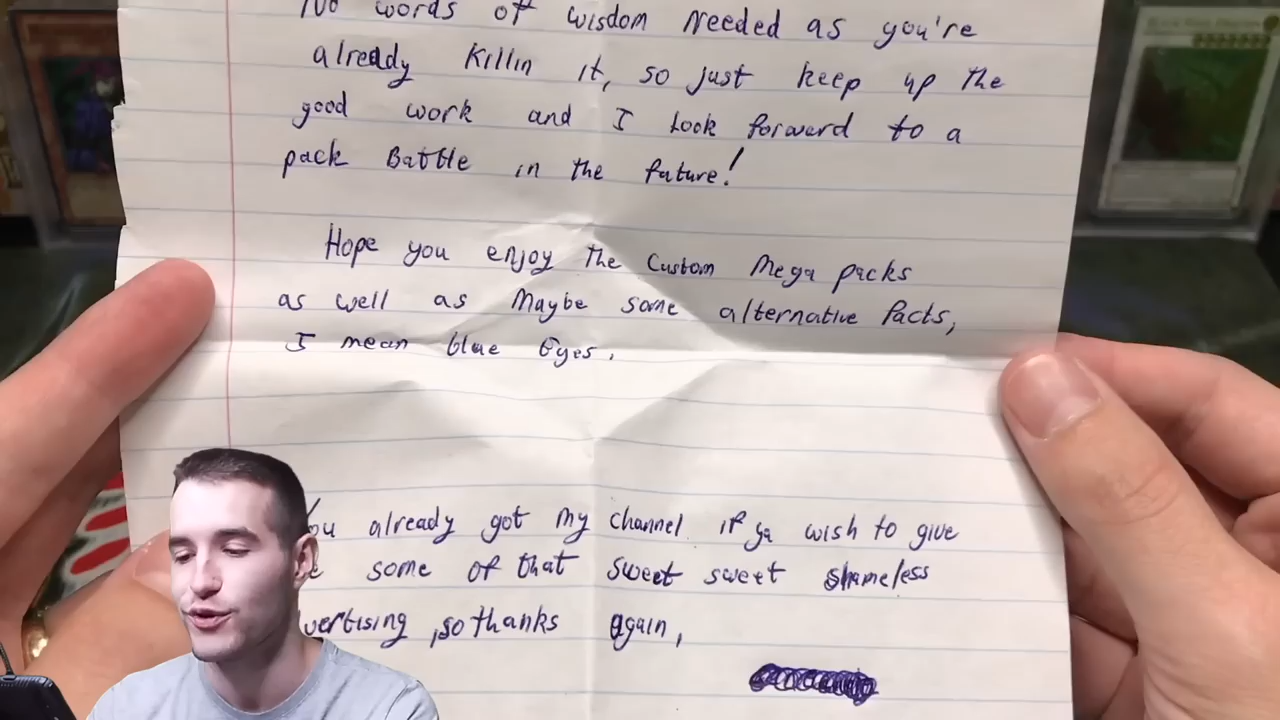 No words of wisdom Needed as you're
already Killin it, so just keep up the
good work and I Look forward to a
pack Battle in the future!
Hope you enjoy the Custom Mega packs
as well as Maybe some alternative Facts,
I mean blue Eyes.
You already got my channel if ya wish to give
some of that sweet sweet shameless
vertising, so thanks again,